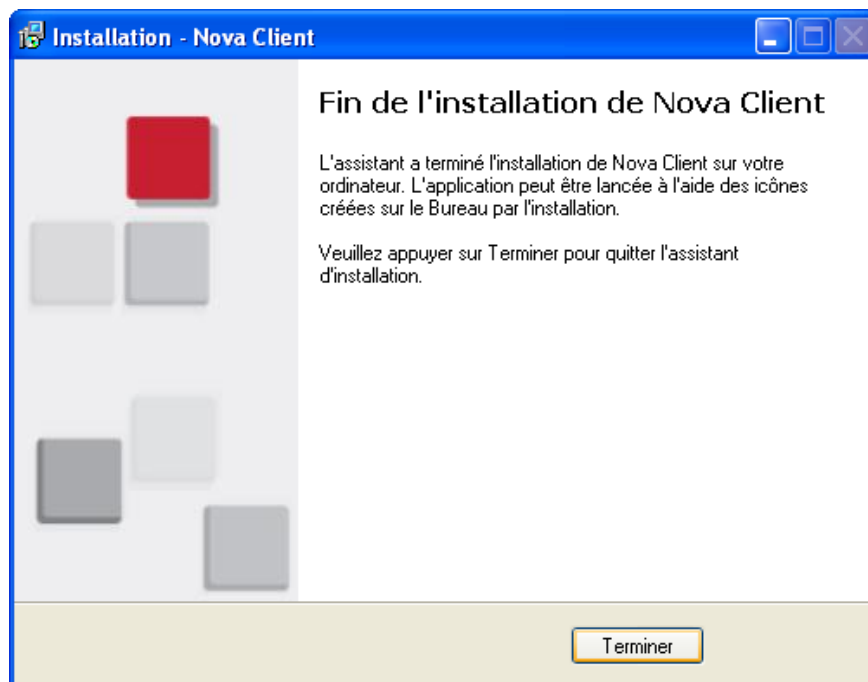 Installation - Nova Client
Fin de l'installation de Nova Client
L'assistant a terminé l'installation de Nova Client sur votre
ordinateur. L'application peut être lancée à l'aide des icônes
créées sur le Bureau par l'installation.
Veuillez appuyer sur Terminer pour quitter l'assistant
d'installation.
Terminer